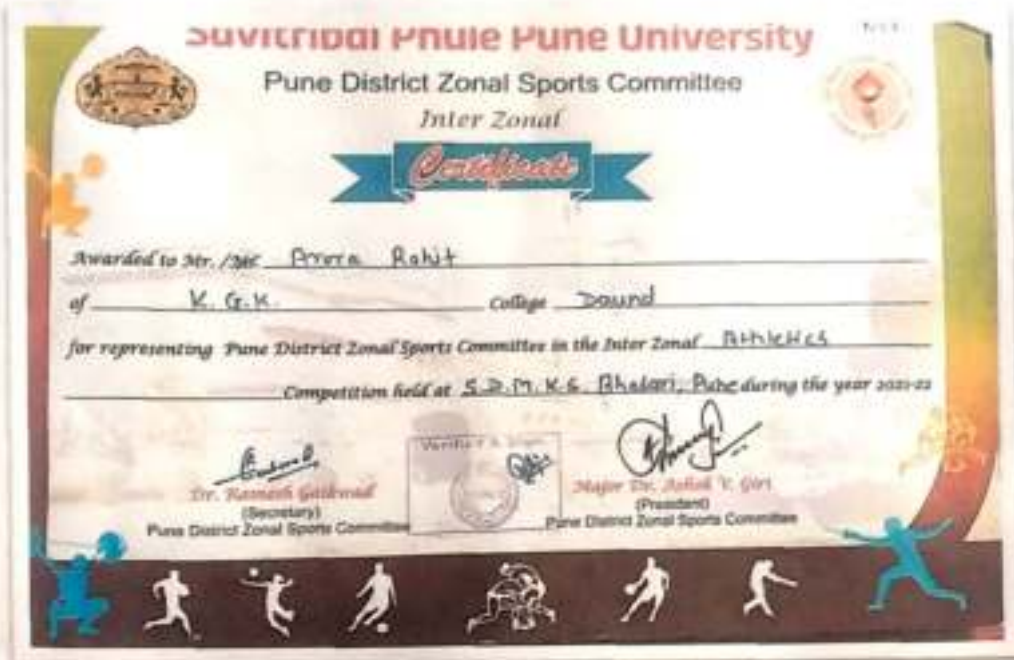 Savitribai Phule Pune University
Pune District Zonal Sports Committee
Inter Zonal
Certificate
Awarded to Mr. /Ms. Arora Rohit
of K. G. K. College Daund
for representing Pune District Zonal Sports Committee in the Inter Zonal Athletics
Competition held at S. D. M. K. S. Pune during the year 2021-22
Dr. Ramesh Gaikwad
(Secretary)
Pune District Zonal Sports Committee
Verified
Major Dr. Ashok V. Giri
(President)
Pune District Zonal Sports Committee